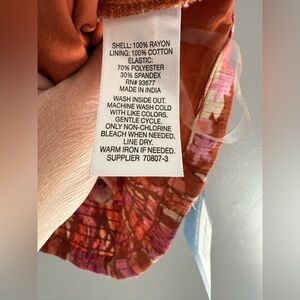 SHELL: 100% RAYON
LINING: 100% COTTON
ELASTIC:
70% POLYESTER
30% SPANDEX
RN# 93677
MADE IN INDIA
WASH INSIDE OUT.
MACHINE WASH COLD
WITH LIKE COLORS.
GENTLE CYCLE.
ONLY NON-CHLORINE
BLEACH WHEN NEEDED.
LINE DRY.
WARM IRON IF NEEDED.
SUPPLIER 70807-3